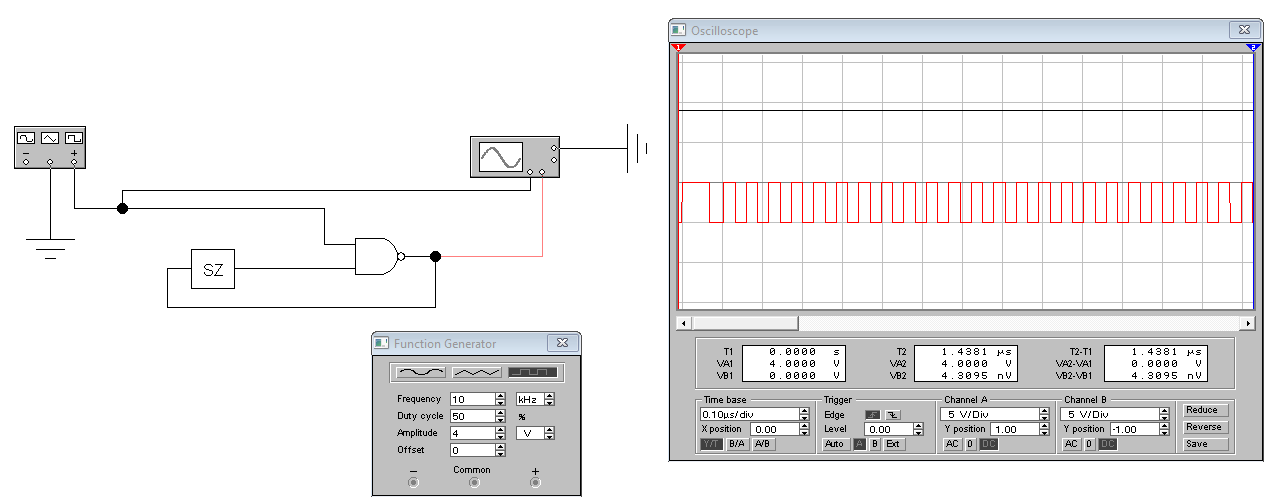 Oscilloscope
1
2
− +
SZ
Function Generator
Frequency 10 kHz
Duty cycle 50 %
Amplitude 4 V
Offset 0
− Common +
T1 0.0000 s
VA1 4.0000 V
VB1 0.0000 V
T2 1.4381 µs
VA2 4.0000 V
VB2 4.3095 nV
T2-T1 1.4381 µs
VA2-VA1 0.0000 V
VB2-VB1 4.3095 nV
Time base
0.10µs/div
X position 0.00
Y/T B/A A/B
Trigger
Edge
Level 0.00
Auto A B Ext
Channel A
5 V/Div
Y position 1.00
AC 0 DC
Channel B
5 V/Div
Y position -1.00
AC 0 DC
Reduce
Reverse
Save